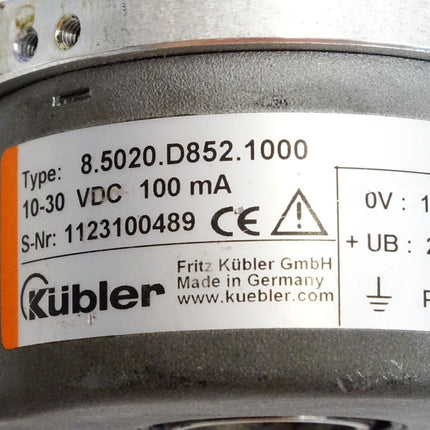 Type: 8.5020.D852.1000
10-30 VDC 100 mA
S-Nr: 1123100489 CE
Kübler
Fritz Kübler GmbH
Made in Germany
www.kuebler.com
0V : 1
+ UB : 2